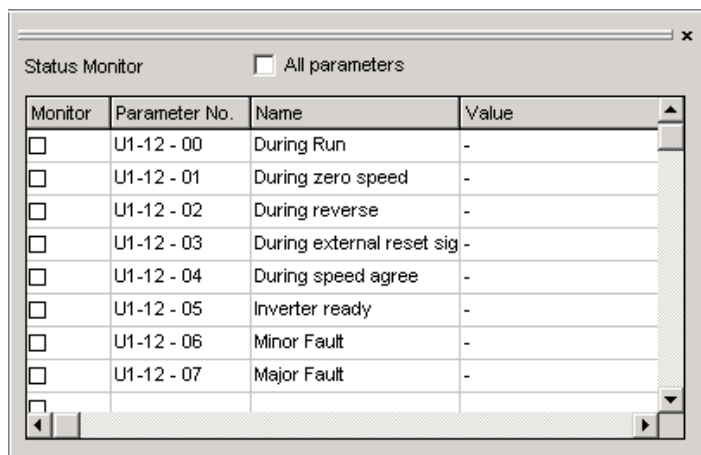 Status Monitor All parameters
Monitor Parameter No. Name Value
U1-12 - 00 During Run -
U1-12 - 01 During zero speed -
U1-12 - 02 During reverse -
U1-12 - 03 During external reset sig -
U1-12 - 04 During speed agree -
U1-12 - 05 Inverter ready -
U1-12 - 06 Minor Fault -
U1-12 - 07 Major Fault -